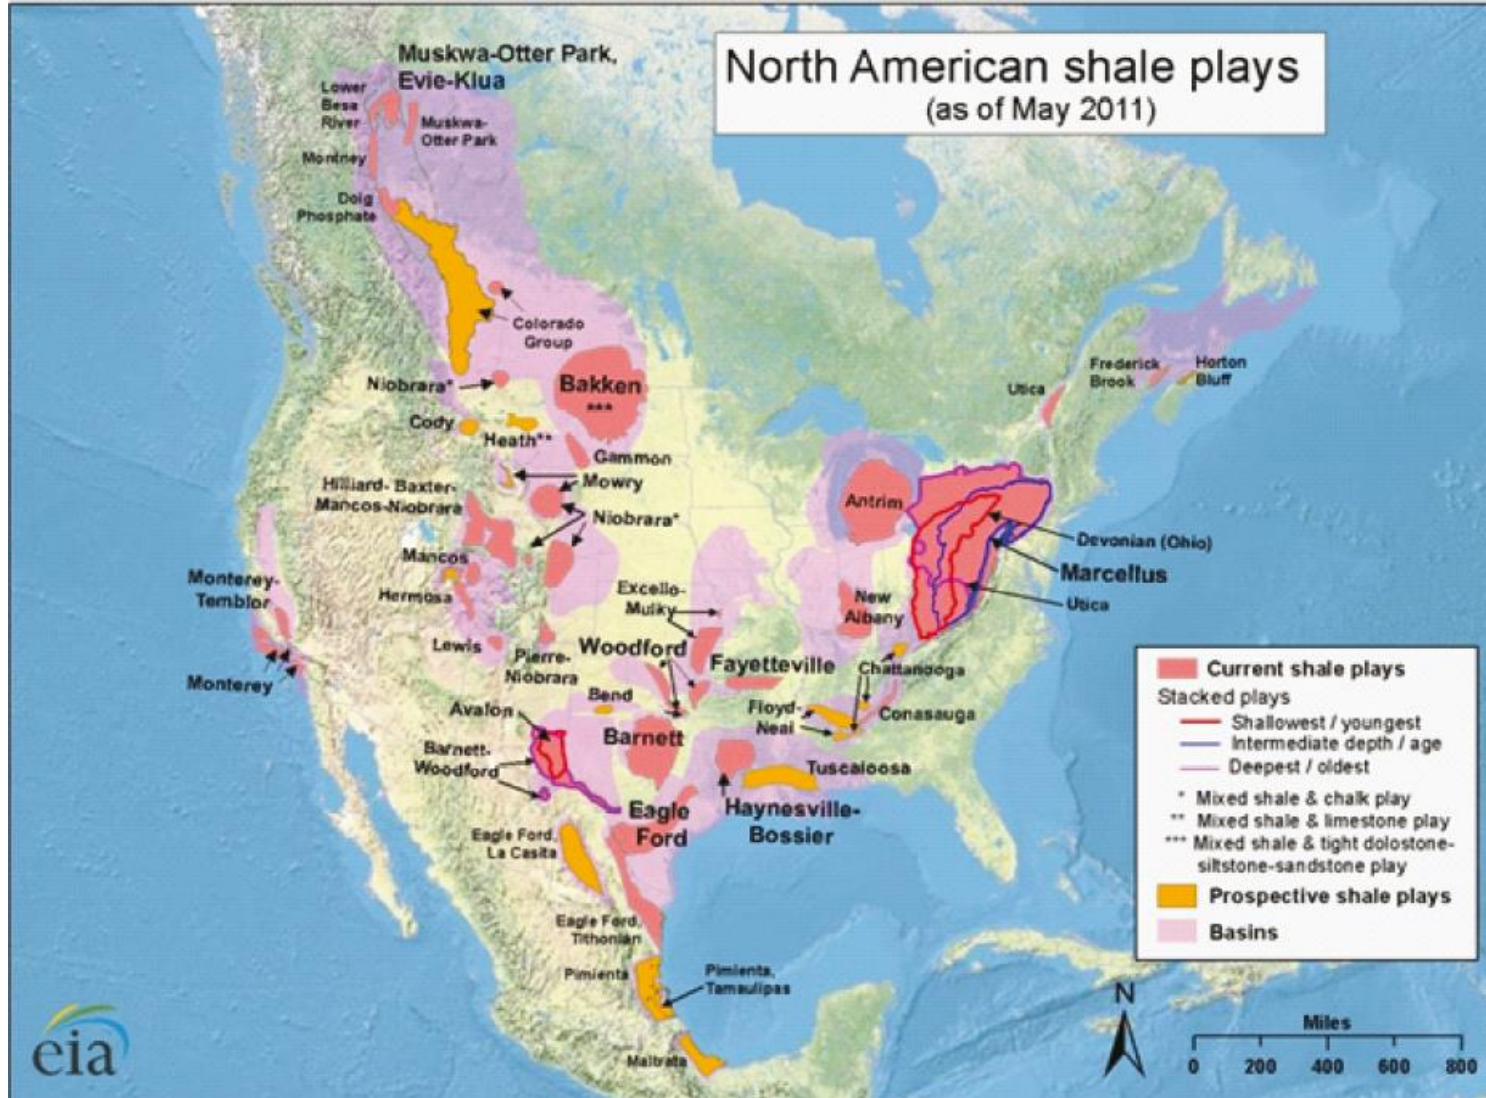 North American shale plays
(as of May 2011)
Muskwa-Otter Park,
Evie-Klua
Lower
Besa
River
Muskwa-
Otter Park
Montney
Doig
Phosphate
Colorado
Group
Niobrara*
Bakken
***
Cody
Heath**
Gammon
Mowry
Hilliard- Baxter-
Mancos-Niobrara
Niobrara*
Mancos
Hermosa
Monterey-
Temblor
Monterey
Lewis
Pierre-
Niobrara
Excello-
Mulky
Woodford
Fayetteville
New
Albany
Antrim
Utica
Frederick
Brook
Horton
Bluff
Devonian (Ohio)
Marcellus
Utica
Chattanooga
Conasauga
Floyd-
Neal
Bend
Avalon
Barnett-
Woodford
Barnett
Tuscaloosa
Haynesville-
Bossier
Eagle
Ford
Eagle Ford,
La Casita
Eagle Ford,
Tithonian
Pimienta
Pimienta,
Tamaulipas
Maltrata
Current shale plays
Stacked plays
Shallowest / youngest
Intermediate depth / age
Deepest / oldest
* Mixed shale & chalk play
** Mixed shale & limestone play
*** Mixed shale & tight dolostone-
siltstone-sandstone play
Prospective shale plays
Basins
N
Miles
0 200 400 600 800
eia